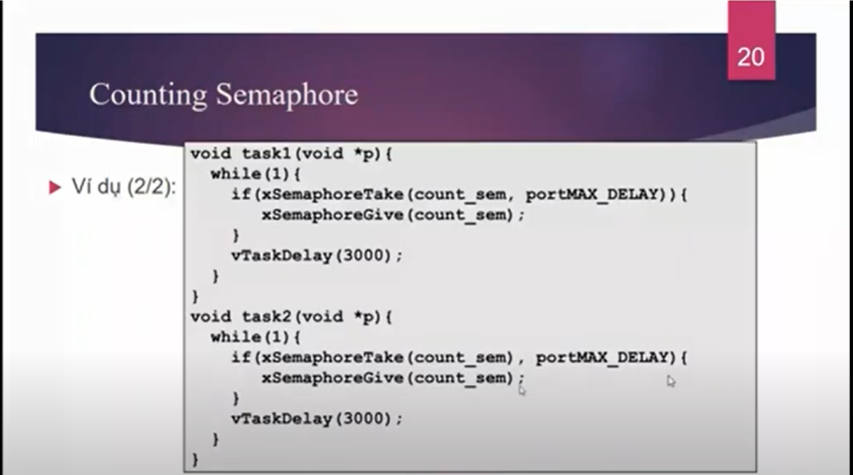 20
Counting Semaphore
Ví dụ (2/2):
void task1(void *p){
while(1){
if(xSemaphoreTake(count_sem, portMAX_DELAY)){
xSemaphoreGive(count_sem);
}
vTaskDelay(3000);
}
}
void task2(void *p){
while(1){
if(xSemaphoreTake(count_sem), portMAX_DELAY){
xSemaphoreGive(count_sem);
}
vTaskDelay(3000);
}
}